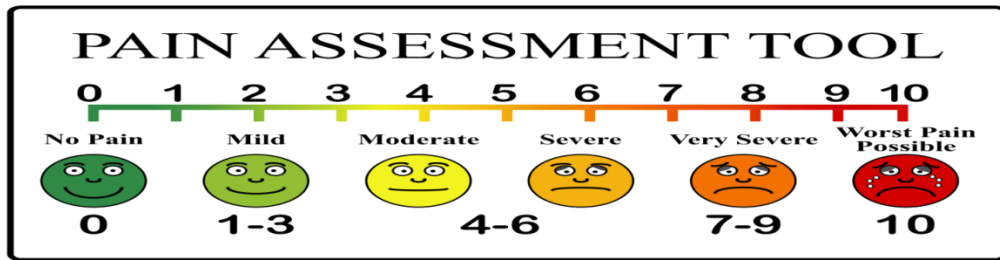 PAIN ASSESSMENT TOOL
0 1 2 3 4 5 6 7 8 9 10
No Pain Mild Moderate Severe Very Severe Worst Pain Possible
0 1-3 4-6 7-9 10